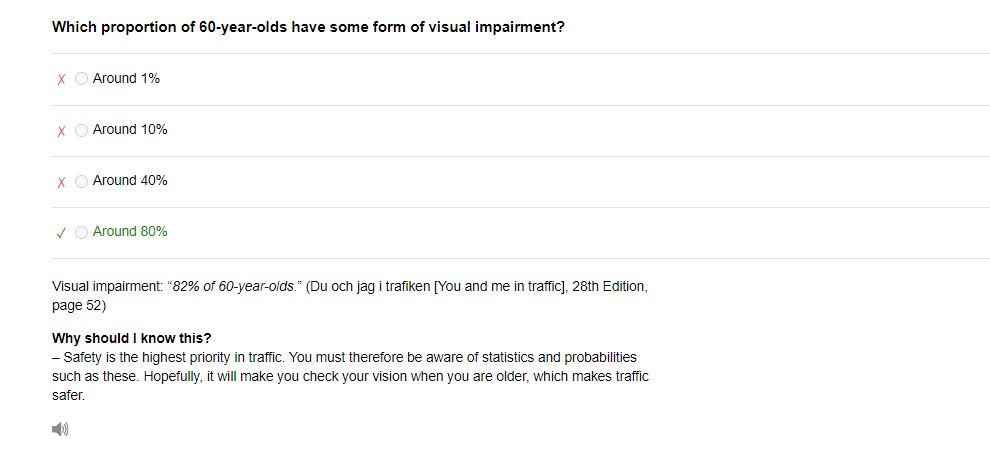 Which proportion of 60-year-olds have some form of visual impairment?
Around 1%
Around 10%
Around 40%
Around 80%
Visual impairment: “82% of 60-year-olds.” (Du och jag i trafiken [You and me in traffic], 28th Edition,
page 52)
Why should I know this?
– Safety is the highest priority in traffic. You must therefore be aware of statistics and probabilities
such as these. Hopefully, it will make you check your vision when you are older, which makes traffic
safer.